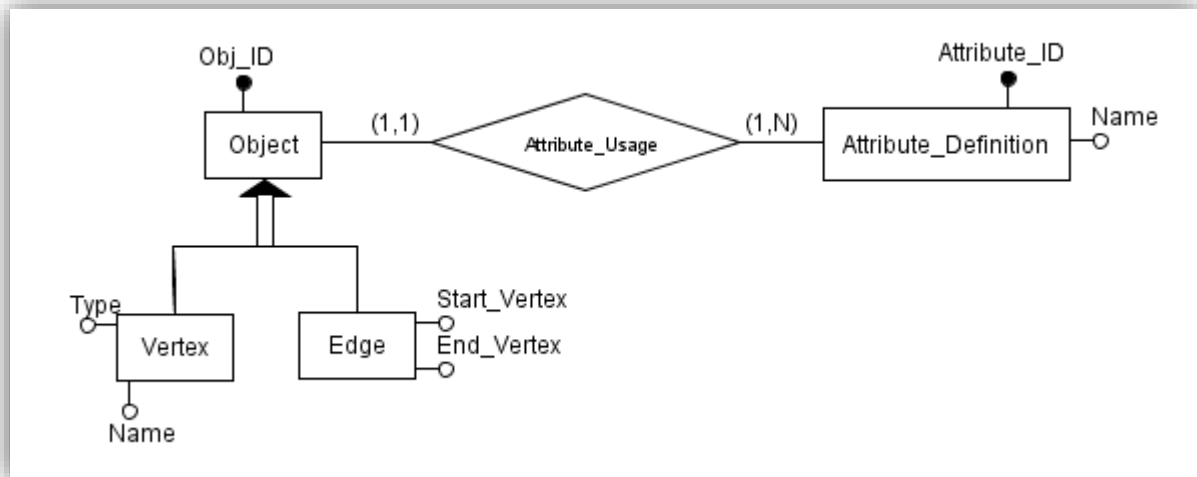 Obj_ID
Attribute_ID
Name
(1,1)
(1,N)
Object
Attribute_Usage
Attribute_Definition
Type
Start_Vertex
Vertex
Edge
End_Vertex
Name